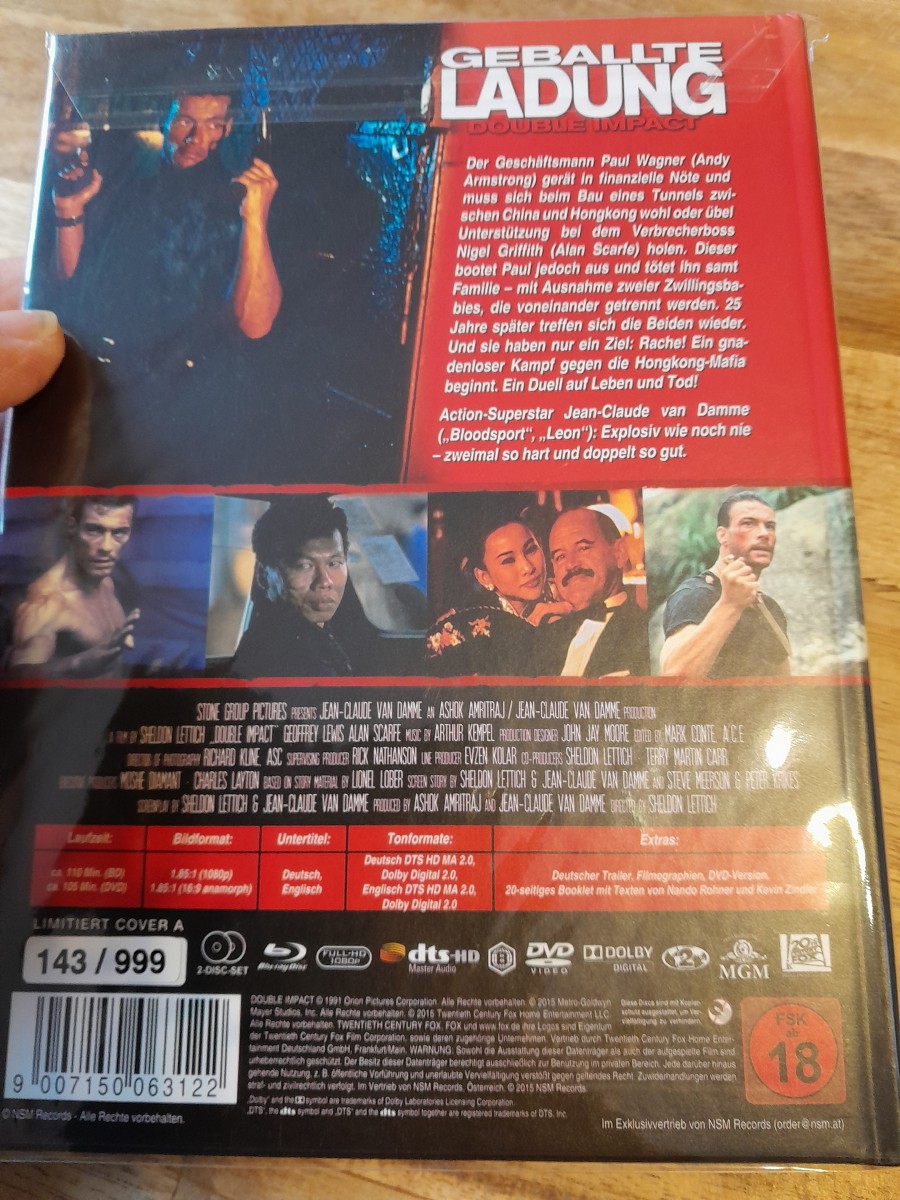 GEBALLTE
LADUNG
DOUBLE IMPACT
Der Geschäftsmann Paul Wagner (Andy
Armstrong) gerät in finanzielle Nöte und
muss sich beim Bau eines Tunnels zwi-
schen China und Hongkong wohl oder übel
Unterstützung bei dem Verbrecherboss
Nigel Griffith (Alan Scarfe) holen. Dieser
bootet Paul jedoch aus und tötet ihn samt
Familie – mit Ausnahme zweier Zwillingsba-
bies, die voneinander getrennt werden. 25
Jahre später treffen sich die Beiden wieder.
Und sie haben nur ein Ziel: Rache! Ein gna-
denloser Kampf gegen die Hongkong-Mafia
beginnt. Ein Duell auf Leben und Tod!
Action-Superstar Jean-Claude van Damme
(„Bloodsport“, „Leon“): Explosiv wie noch nie
– zweimal so hart und doppelt so gut.
STONE GROUP PICTURES PRESENTS JEAN-CLAUDE VAN DAMME AN ASHOK AMRITRAJ / JEAN-CLAUDE VAN DAMME PRODUCTION
A FILM BY SHELDON LETTICH „DOUBLE IMPACT“ GEOFFREY LEWIS ALAN SCARFE MUSIC BY ARTHUR KEMPEL PRODUCTION DESIGNER JOHN JAY MOORE EDITED BY MARK CONTE, A.C.E
DIRECTOR OF PHOTOGRAPHY RICHARD KLINE, ASC SUPERVISING PRODUCER RICK NATHANSON LINE PRODUCER EVZEN KOLAR CO-PRODUCERS SHELDON LETTICH TERRY MARTIN CARR
MOSHE DIAMANT CHARLES LAYTON BASED ON STORY MATERIAL BY LIONEL LOBER SCREEN STORY BY SHELDON LETTICH & JEAN-CLAUDE VAN DAMME AND STEVE MEERSON & PETER KRIKES
SCREENPLAY BY SHELDON LETTICH & JEAN-CLAUDE VAN DAMME PRODUCED BY ASHOK AMRITRAJ AND JEAN-CLAUDE VAN DAMME DIRECTED BY SHELDON LETTICH
Laufzeit: Bildformat: Untertitel: Tonformate: Extras:
ca. 110 Min. (BD)
ca. 105 Min. (DVD)
1.85:1 (1080p)
1.85:1 (16:9 anamorph)
Deutsch,
Englisch
Deutsch DTS HD MA 2.0,
Dolby Digital 2.0,
Englisch DTS HD MA 2.0,
Dolby Digital 2.0
Deutscher Trailer, Filmographien, DVD-Version.
20-seitiges Booklet mit Texten von Nando Rohner und Kevin Zindler
LIMITIERT COVER A
143 / 999
2-DISC-SET
Blu-ray Disc
FULL-HD
1080p
dts-HD
Master Audio
B
DVD
VIDEO
DOLBY
DIGITAL
2
MGM
20th
CENTURY
FOX
DOUBLE IMPACT © 1991 Orion Pictures Corporation. Alle Rechte vorbehalten. © 2015 Metro-Goldwyn
Mayer Studios, Inc. Alle Rechte vorbehalten. © 2015 Twentieth Century Fox Home Entertainment LLC.
Alle Rechte vorbehalten. TWENTIETH CENTURY FOX, FOX und www.fox.de ihre Logos sind Eigentum
der Twentieth Century Fox Film Corporation, sowie deren zugehörige Unternehmen. Vertrieb durch Twentieth Century Fox Home Enter-
tainment Deutschland GmbH, Frankfurt/Main. WARNUNG: Sowohl die Ausstattung dieser Datenträger als auch der aufgespielte Film sind
urheberrechtlich geschützt. Der Besitz dieser Datenträger berechtigt ausschließlich zur Benutzung im privaten Bereich. Jede darüber hinaus
gehende Nutzung, z. B. öffentliche Vorführung und unerlaubte Vervielfältigung verstößt gegen geltendes Recht. Zuwiderhandlungen werden
straf- und zivilrechtlich verfolgt. Im Vertrieb von NSM Records, Österreich. © 2015 NSM Records.
„Dolby“ and the symbol are trademarks of Dolby Laboratories Licensing Corporation.
„DTS“, the dts symbol and „DTS“ and the dts symbol together are registered trademarks of DTS, Inc.
Diese Discs sind mit Kopier-
schutz ausgestattet, um Ver-
vielfältigung zu verhindern.
FSK
ab
18
9 007150 063122
© NSM Records - Alle Rechte vorbehalten.
Im Exklusivvertrieb von NSM Records (order@nsm.at)